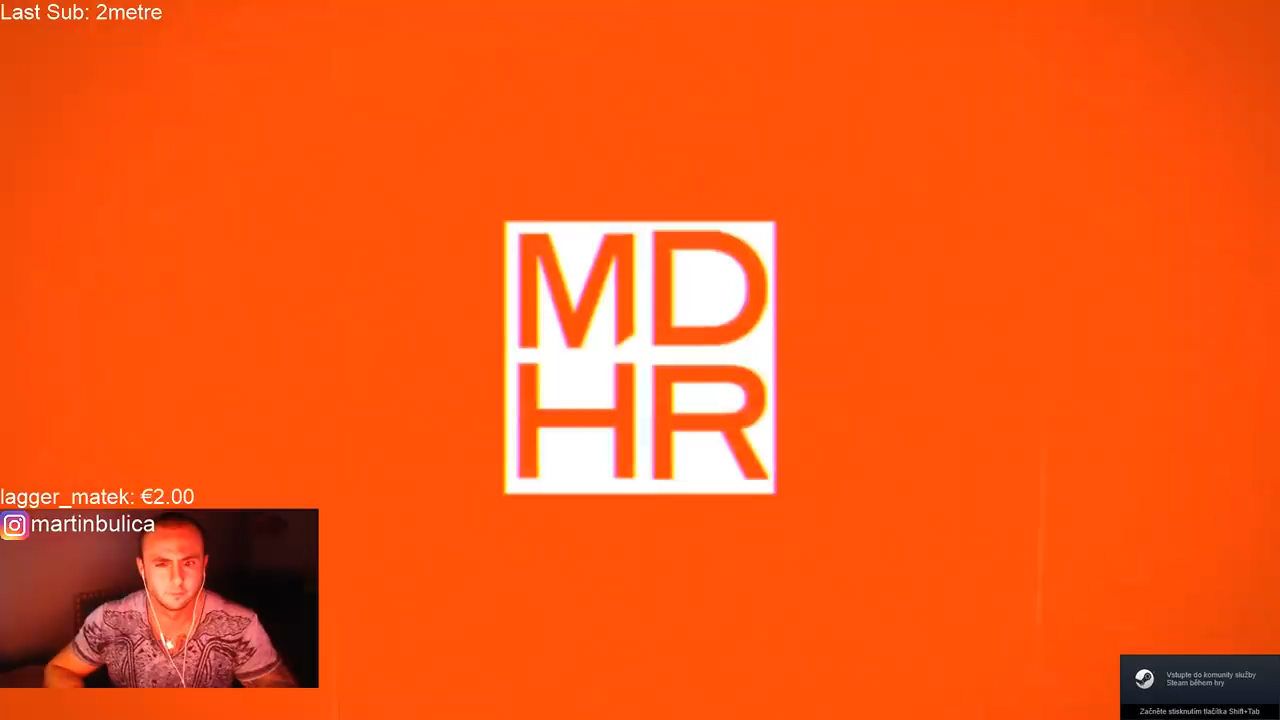 Last Sub: 2metre
MD
HR
lagger_matek: €2.00
martinbulica
Vstupte do komunity služby
Steam během hry
Začněte stisknutím tlačítka Shift+Tab